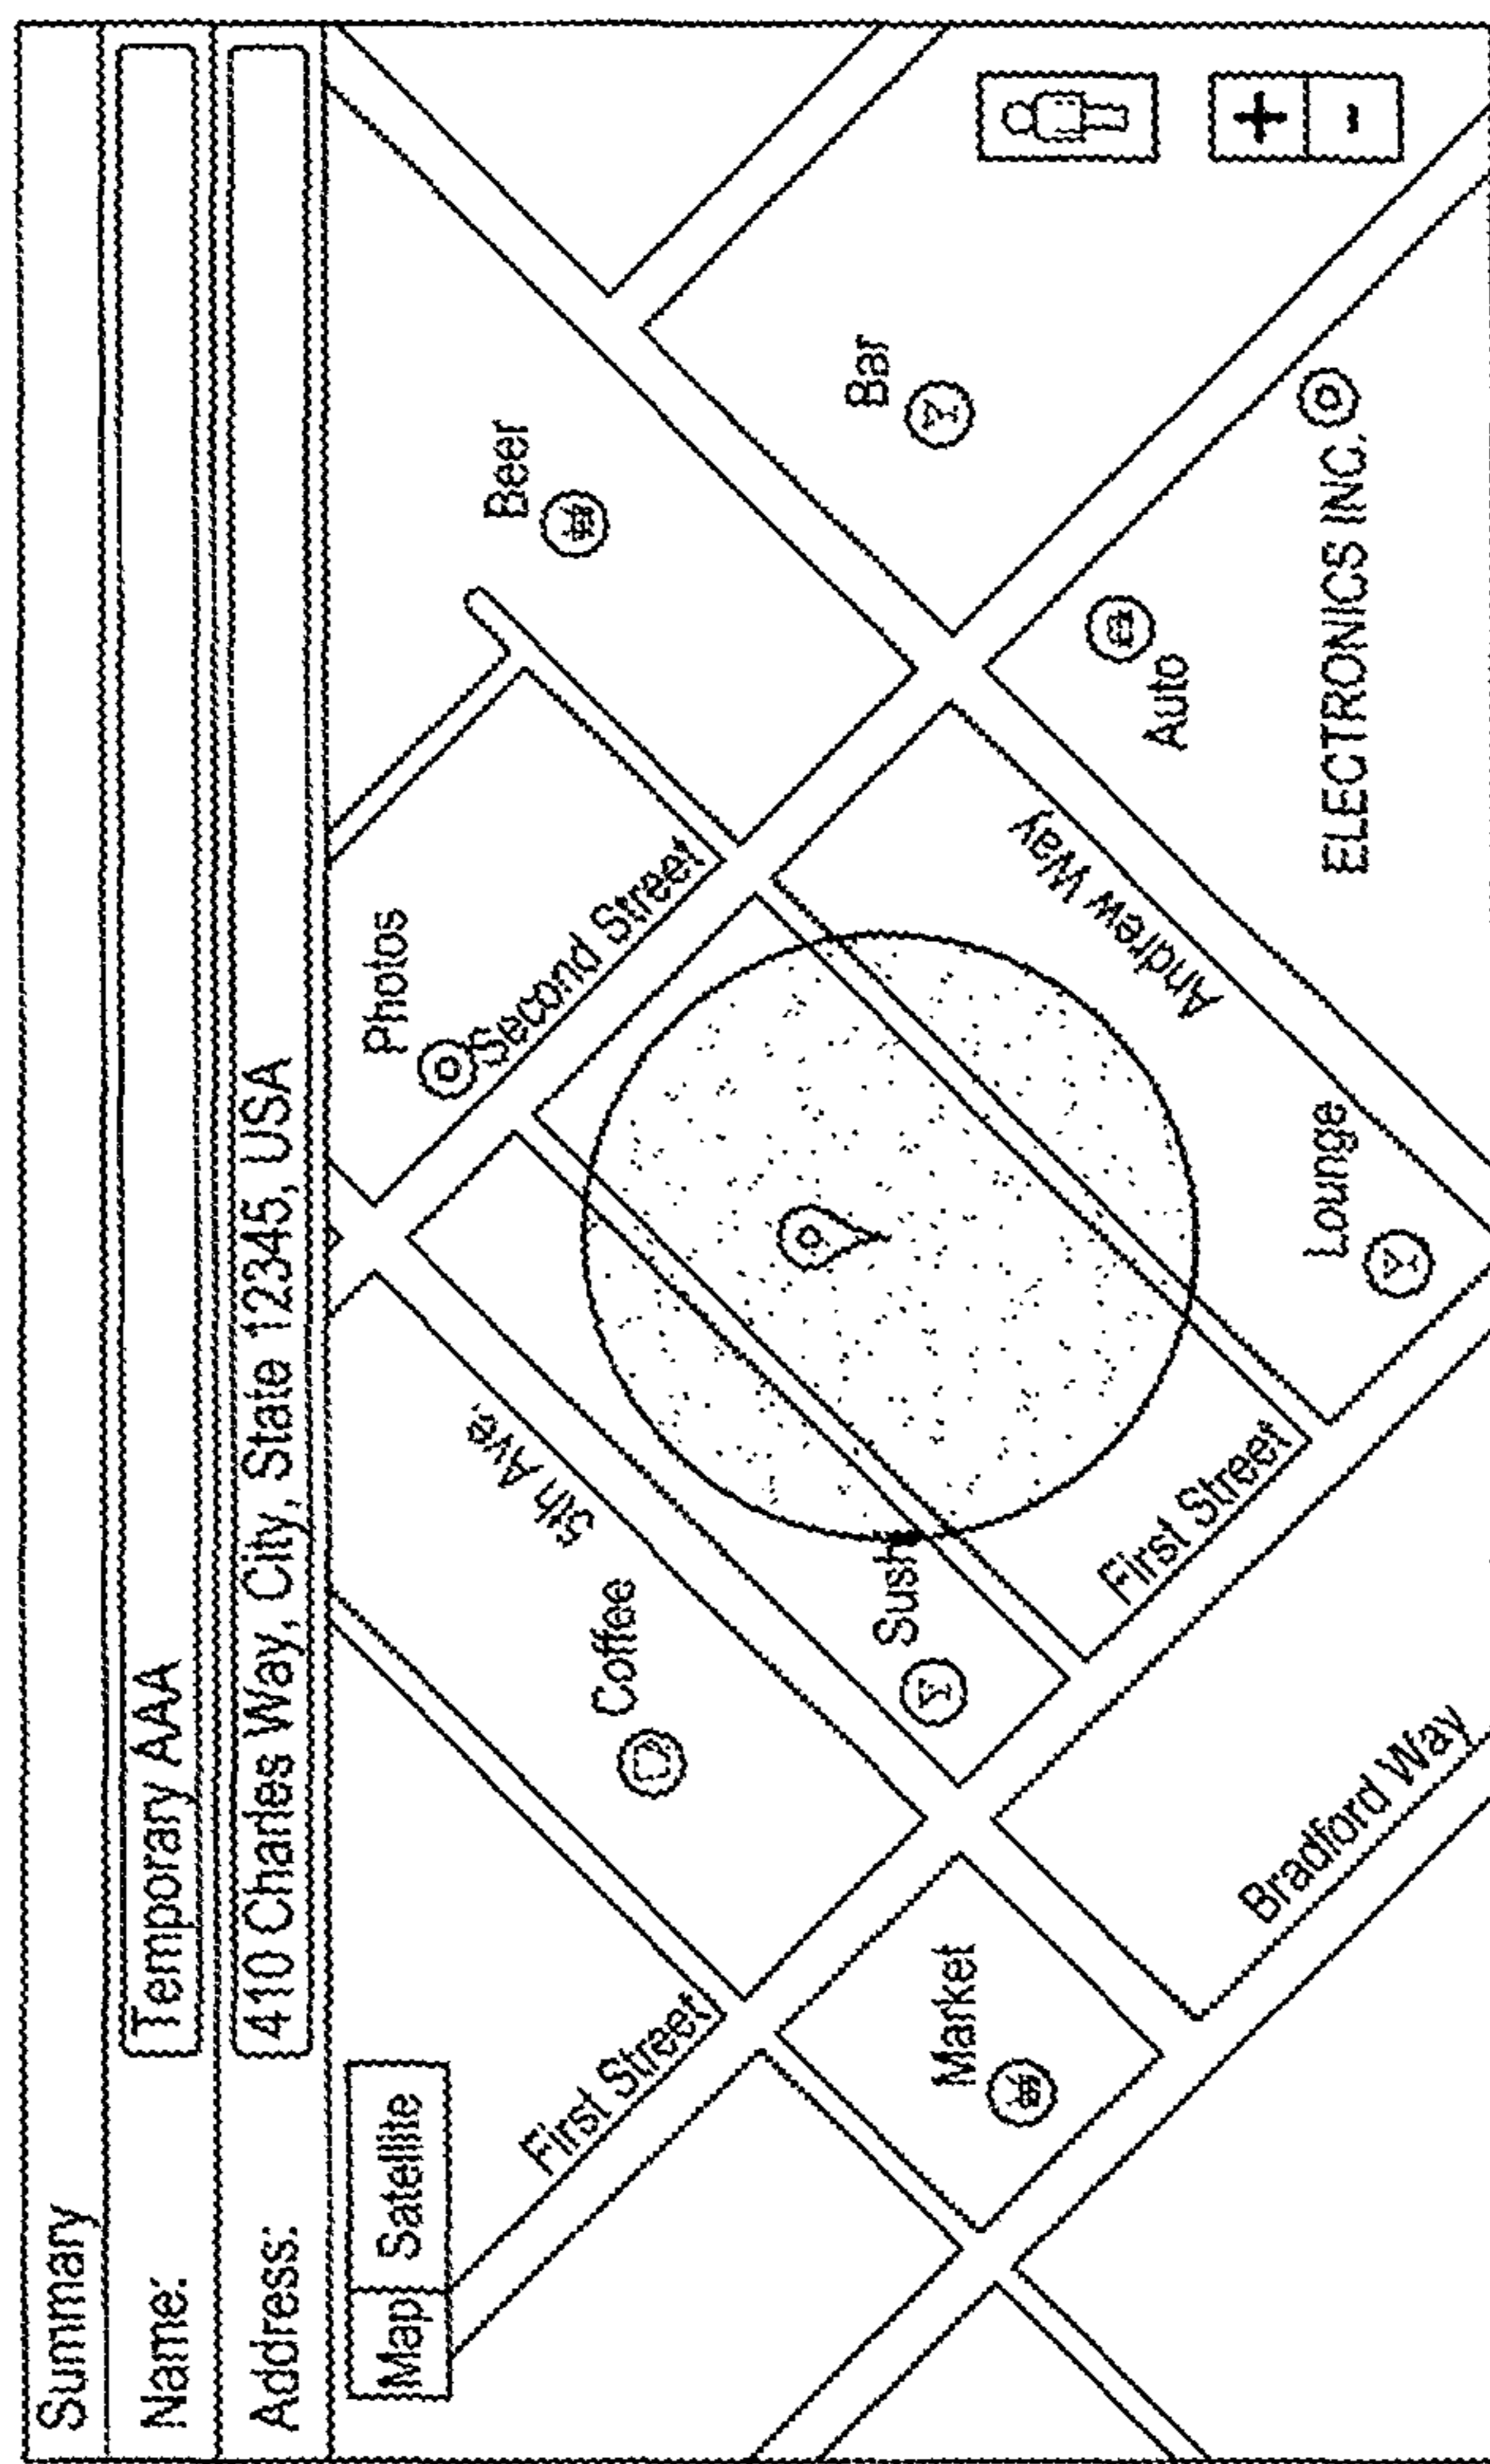 Summary
Name: Temporary AAA
Address: 410 Charles Way, City, State 12345, USA
Map Satellite
Photos
Beer
Second Street
First Street
5th Ave.
Coffee
Bar
Sushi
Market
Andrew Way
Auto
First Street
Lounge
ELECTRONICS INC.
Bradford Way
+
-